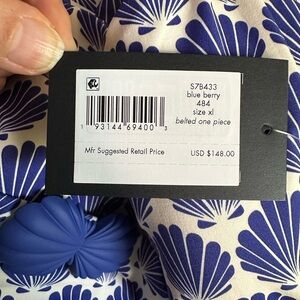 S7B433
blue berry
484
size xl
belted one piece
1 93144 69400 3
Mfr Suggested Retail Price USD $148.00